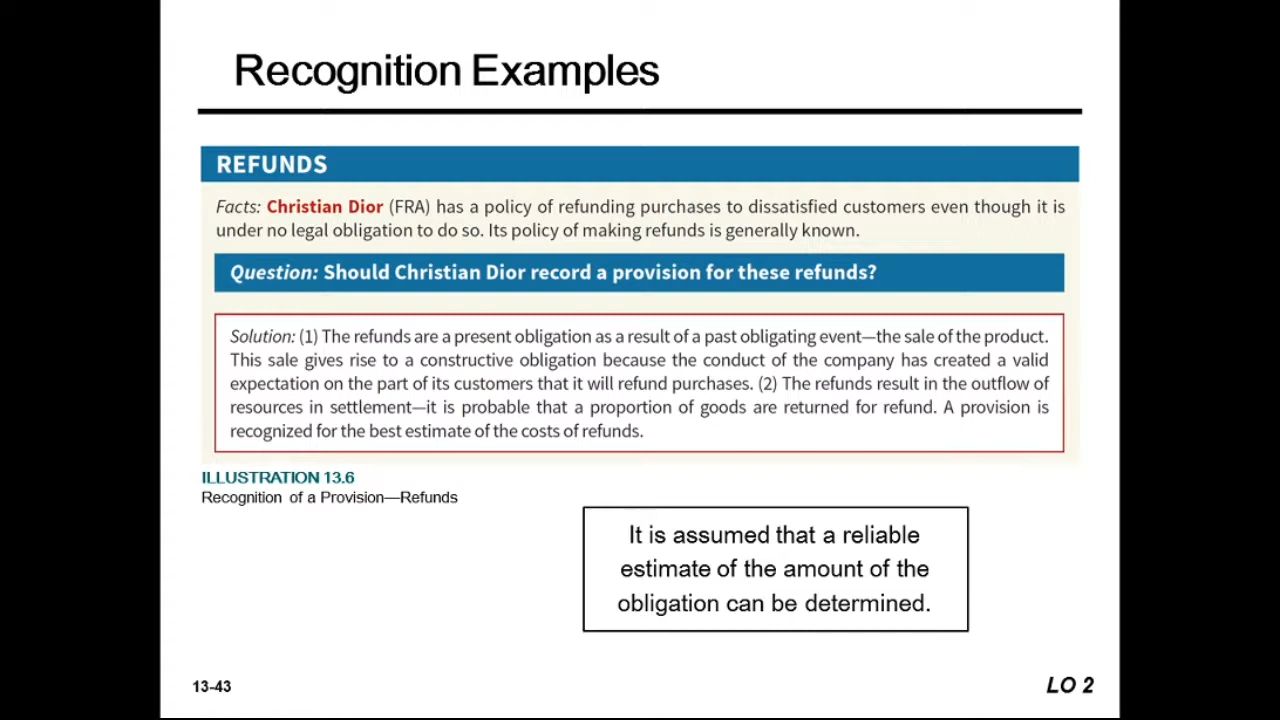 Recognition Examples
REFUNDS
Facts: Christian Dior (FRA) has a policy of refunding purchases to dissatisfied customers even though it is
under no legal obligation to do so. Its policy of making refunds is generally known.
Question: Should Christian Dior record a provision for these refunds?
Solution: (1) The refunds are a present obligation as a result of a past obligating event—the sale of the product.
This sale gives rise to a constructive obligation because the conduct of the company has created a valid
expectation on the part of its customers that it will refund purchases. (2) The refunds result in the outflow of
resources in settlement—it is probable that a proportion of goods are returned for refund. A provision is
recognized for the best estimate of the costs of refunds.
ILLUSTRATION 13.6
Recognition of a Provision—Refunds
It is assumed that a reliable
estimate of the amount of the
obligation can be determined.
13-43
LO 2